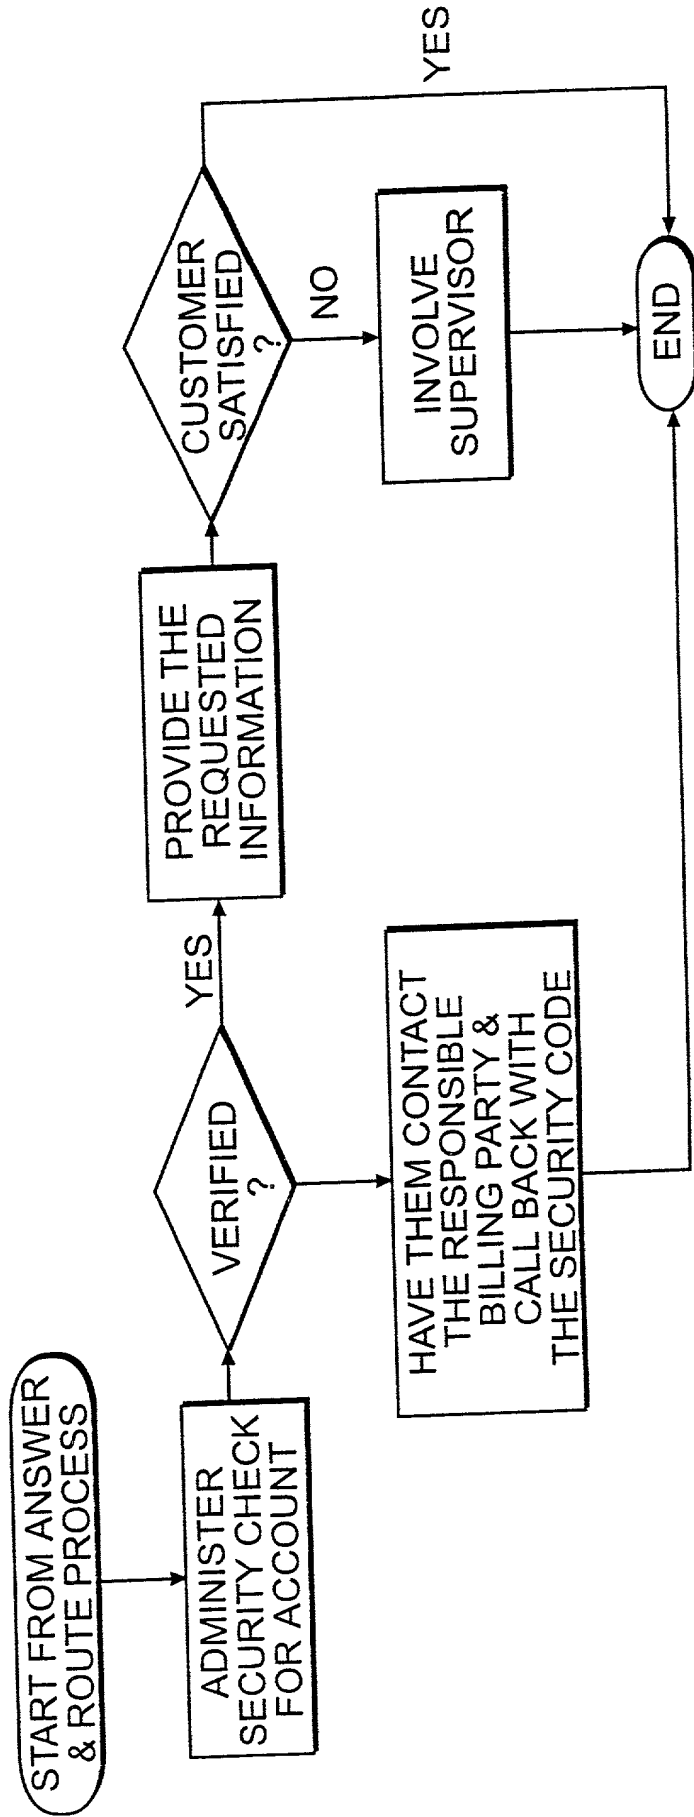 START FROM ANSWER
& ROUTE PROCESS
ADMINISTER
SECURITY CHECK
FOR ACCOUNT
VERIFIED
?
YES
HAVE THEM CONTACT
THE RESPONSIBLE
BILLING PARTY &
CALL BACK WITH
THE SECURITY CODE
PROVIDE THE
REQUESTED
INFORMATION
CUSTOMER
SATISFIED
?
NO
INVOLVE
SUPERVISOR
YES
END